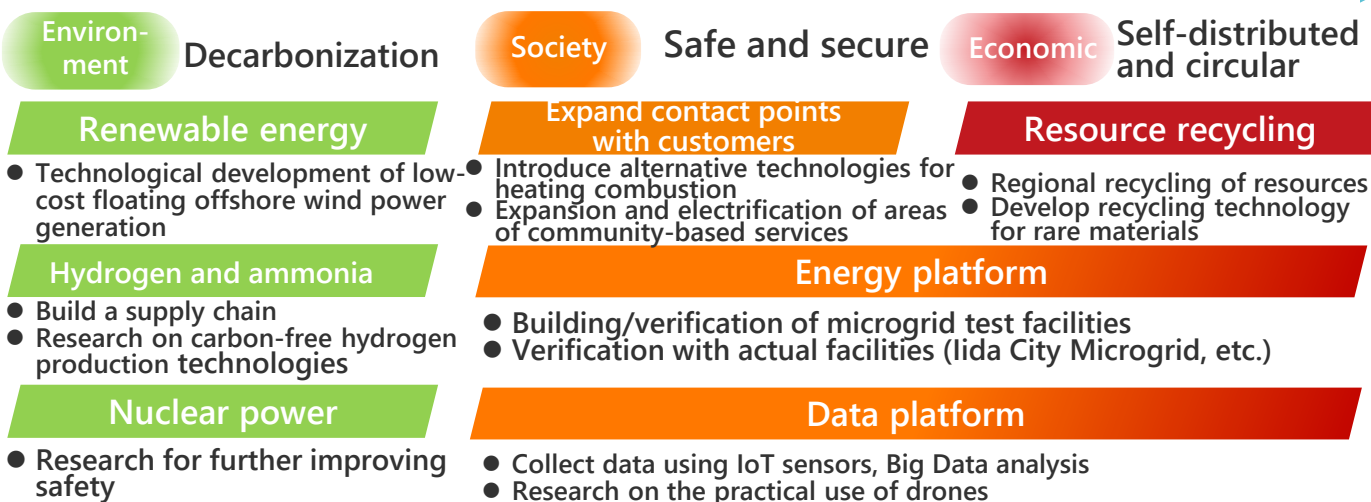 Environ-
ment
Decarbonization
Renewable energy
● Technological development of low-
cost floating offshore wind power
generation
Hydrogen and ammonia
● Build a supply chain
● Research on carbon-free hydrogen
production technologies
Nuclear power
● Research for further improving
safety
Society
Safe and secure
Expand contact points
with customers
● Introduce alternative technologies for
heating combustion
● Expansion and electrification of areas
of community-based services
Economic
Self-distributed
and circular
Resource recycling
● Regional recycling of resources
● Develop recycling technology
for rare materials
Energy platform
● Building/verification of microgrid test facilities
● Verification with actual facilities (Iida City Microgrid, etc.)
Data platform
● Collect data using IoT sensors, Big Data analysis
● Research on the practical use of drones